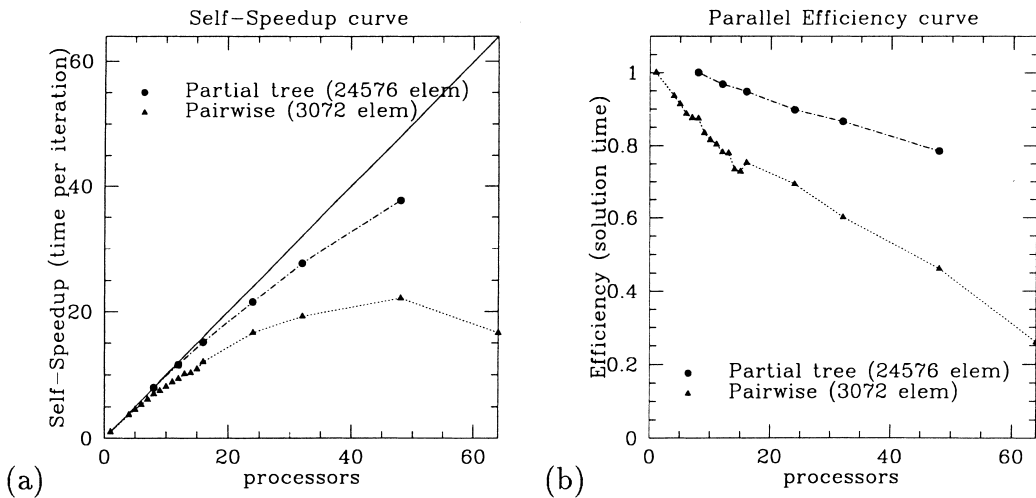 Self-Speedup curve
60
40
20
0
Self-Speedup (time per iteration)
Partial tree (24576 elem)
Pairwise (3072 elem)
0 20 40 60
processors
(a)
Parallel Efficiency curve
1
0.8
0.6
0.4
0.2
0
Efficiency (solution time)
Partial tree (24576 elem)
Pairwise (3072 elem)
0 20 40 60
processors
(b)